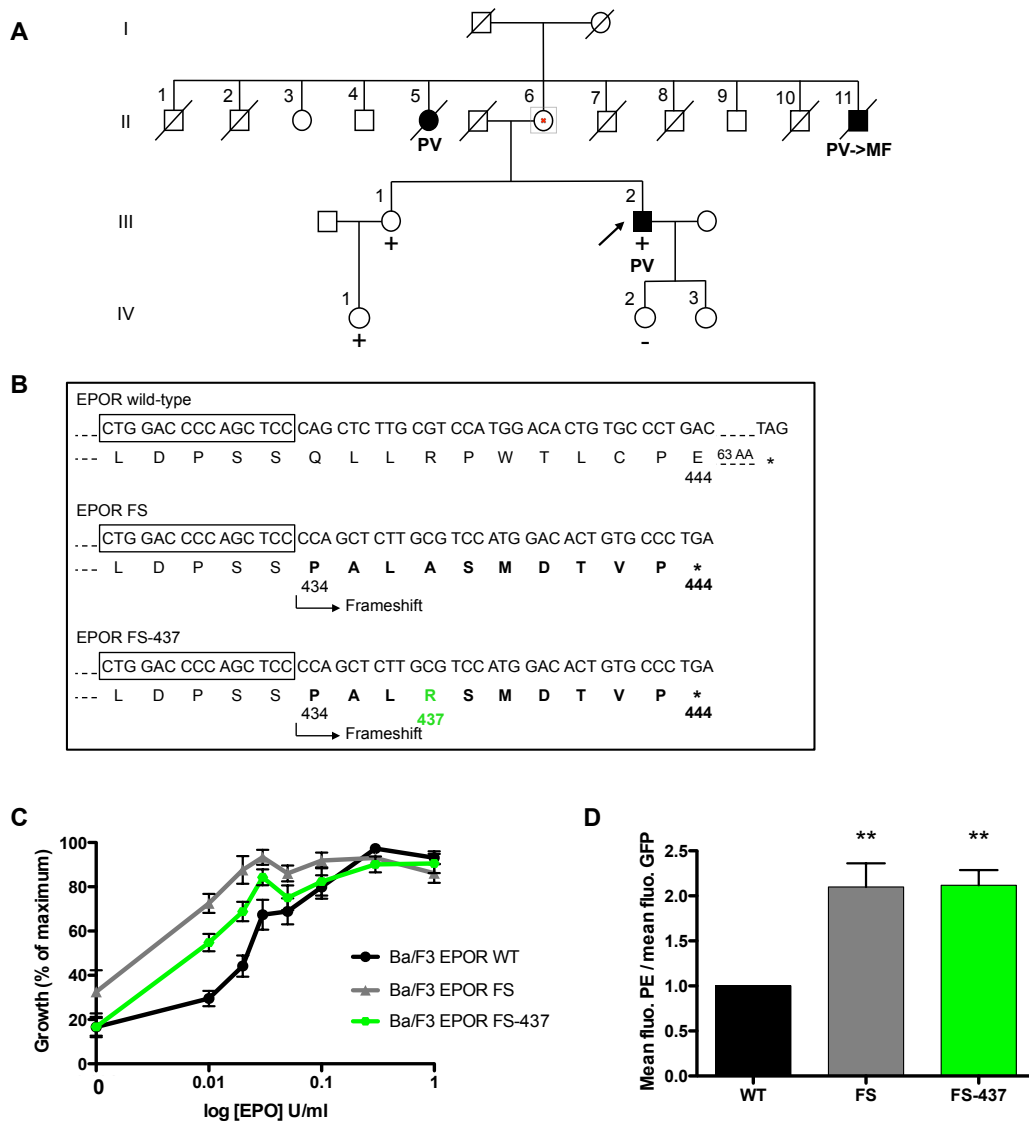 A
I
1 2 3 4 5 6 7 8 9 10 11
II
PV
PV->MF
1 2
III
+ +
PV
1 2 3
IV
+ -
B
EPOR wild-type
--- CTG GAC CCC AGC TCC CAG CTC TTG CGT CCA TGG ACA CTG TGC CCT GAC ---- TAG
--- L D P S S Q L L R P W T L C P E 63 AA *
444
EPOR FS
--- CTG GAC CCC AGC TCC CCA GCT CTT GCG TCC ATG GAC ACT GTG CCC TGA
--- L D P S S P A L A S M D T V P *
434 444
Frameshift
EPOR FS-437
--- CTG GAC CCC AGC TCC CCA GCT CTT GCG TCC ATG GAC ACT GTG CCC TGA
--- L D P S S P A L R S M D T V P *
434 437 444
Frameshift
C
Growth (% of maximum)
100
80
60
40
20
0
0 0.01 0.1 1
log [EPO] U/ml
Ba/F3 EPOR WT
Ba/F3 EPOR FS
Ba/F3 EPOR FS-437
D
Mean fluo. PE / mean fluo. GFP
2.5
2.0
1.5
1.0
0.5
0.0
** **
WT FS FS-437